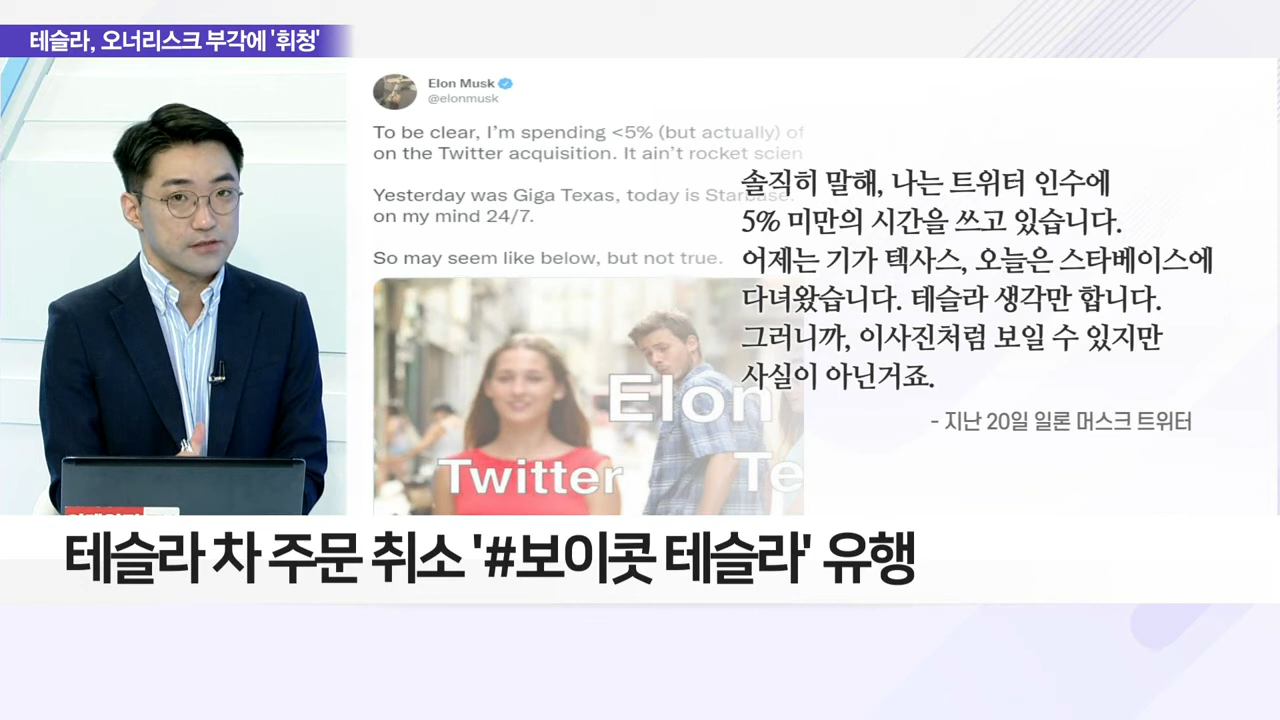 테슬라, 오너리스크 부각에 '휘청'
Elon Musk
@elonmusk
To be clear, I'm spending <5% (but actually) of
on the Twitter acquisition. It ain't rocket scien
Yesterday was Giga Texas, today is Starbase.
on my mind 24/7.
So may seem like below, but not true.
솔직히 말해, 나는 트위터 인수에
5% 미만의 시간을 쓰고 있습니다.
어제는 기가 텍사스, 오늘은 스타베이스에
다녀왔습니다. 테슬라 생각만 합니다.
그러니까, 이사진처럼 보일 수 있지만
사실이 아닌거죠.
- 지난 20일 일론 머스크 트위터
Elon
Twitter
Te
테슬라 차 주문 취소 '#보이콧 테슬라' 유행